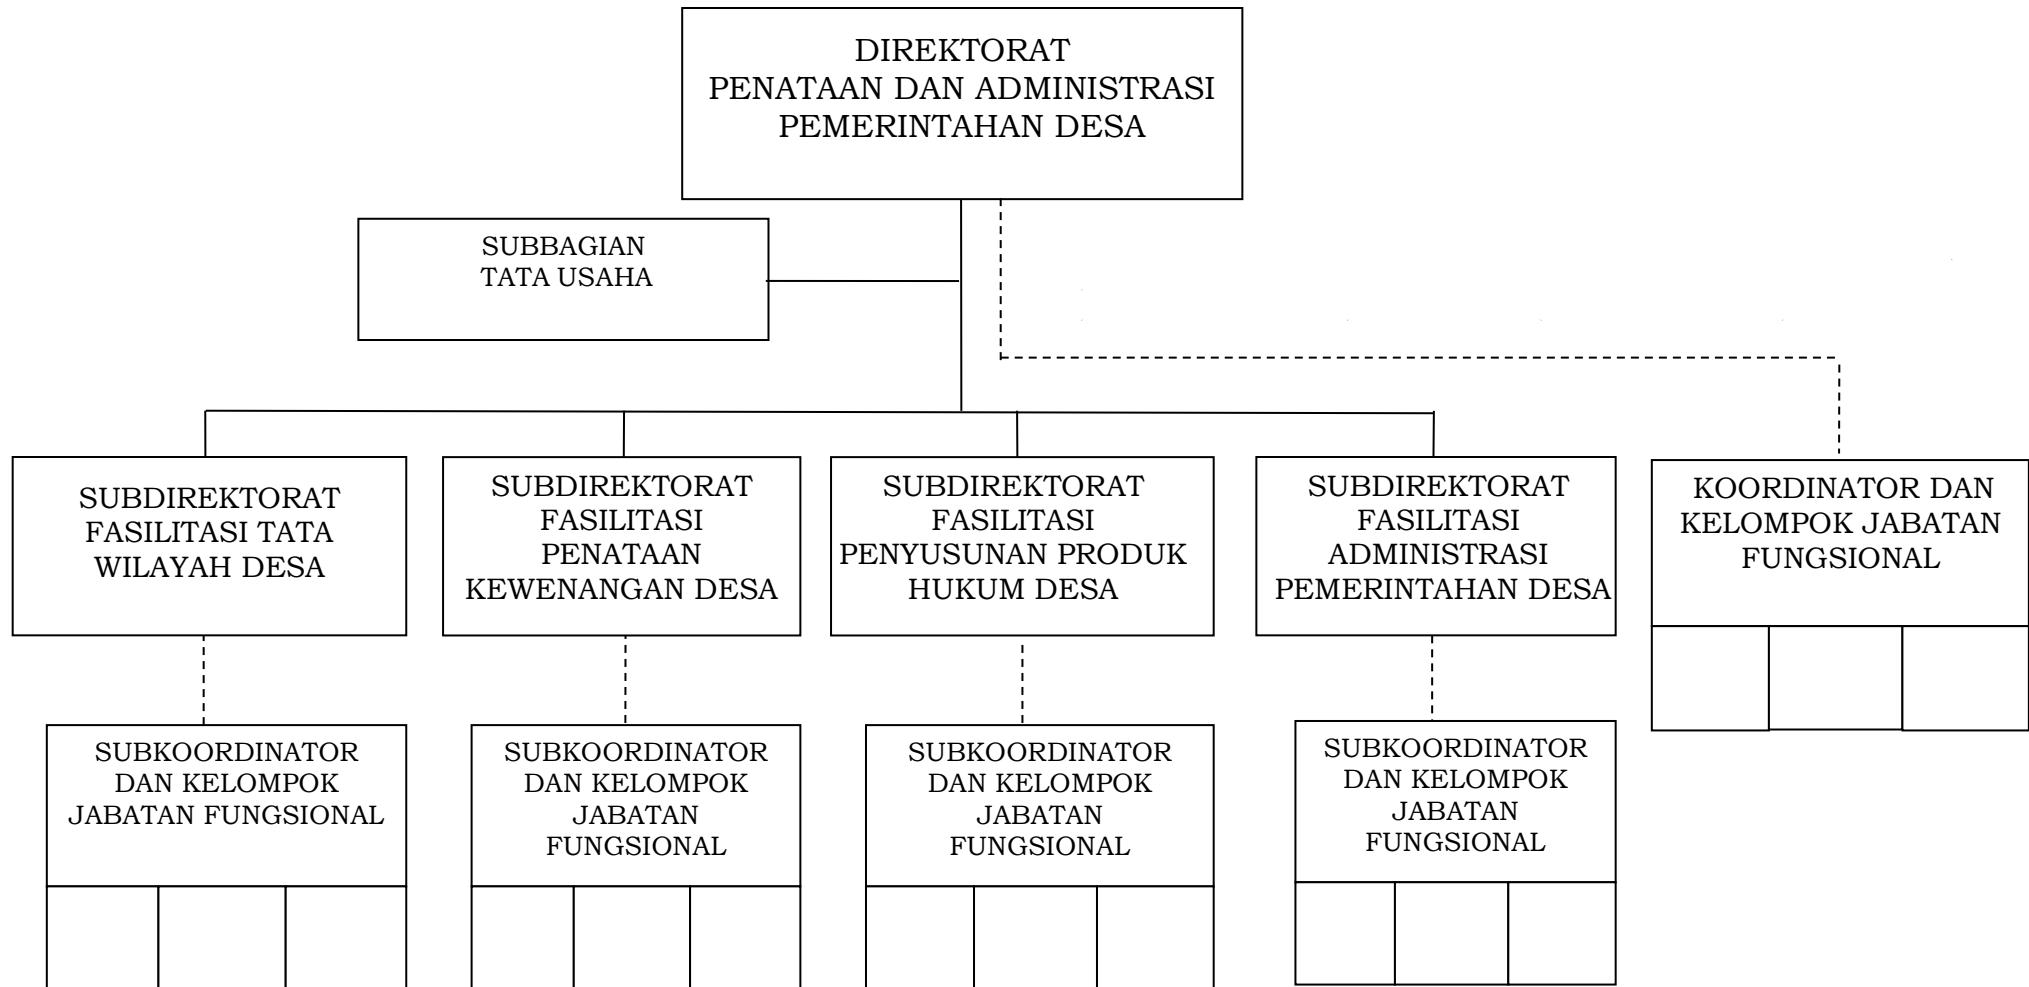 DIREKTORAT
PENATAAN DAN ADMINISTRASI
PEMERINTAHAN DESA
SUBBAGIAN
TATA USAHA
SUBDIREKTORAT
FASILITASI TATA
WILAYAH DESA
SUBDIREKTORAT
FASILITASI
PENATAAN
KEWENANGAN DESA
SUBDIREKTORAT
FASILITASI
PENYUSUNAN PRODUK
HUKUM DESA
SUBDIREKTORAT
FASILITASI
ADMINISTRASI
PEMERINTAHAN DESA
KOORDINATOR DAN
KELOMPOK JABATAN
FUNGSIONAL
SUBKOORDINATOR
DAN KELOMPOK
JABATAN FUNGSIONAL
SUBKOORDINATOR
DAN KELOMPOK
JABATAN
FUNGSIONAL
SUBKOORDINATOR
DAN KELOMPOK
JABATAN
FUNGSIONAL
SUBKOORDINATOR
DAN KELOMPOK
JABATAN
FUNGSIONAL